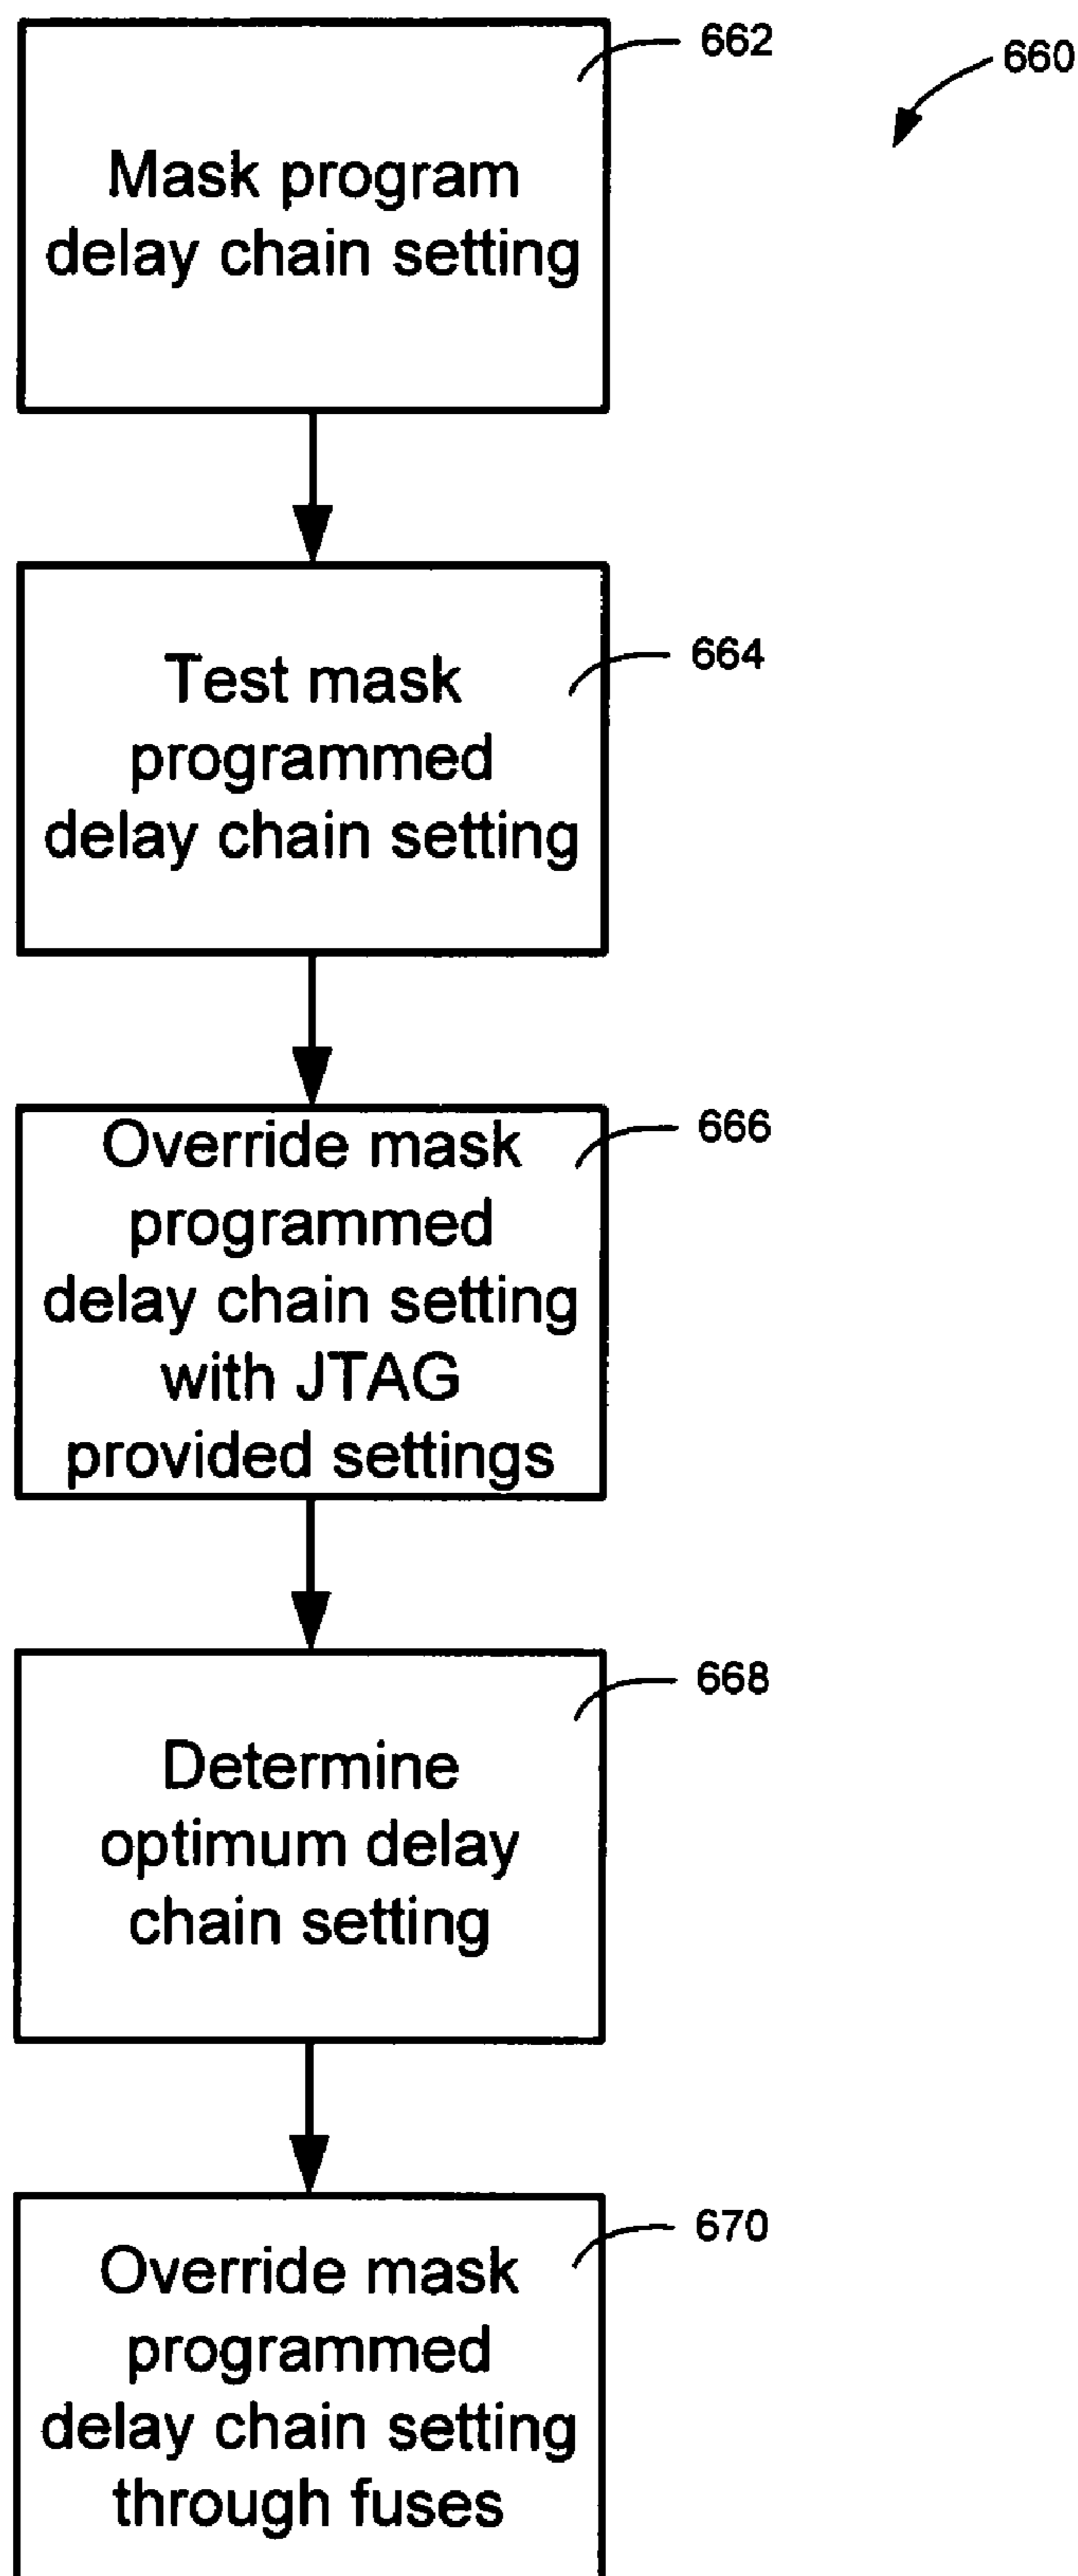 662
660
Mask program
delay chain setting
664
Test mask
programmed
delay chain setting
666
Override mask
programmed
delay chain setting
with JTAG
provided settings
668
Determine
optimum delay
chain setting
670
Override mask
programmed
delay chain setting
through fuses